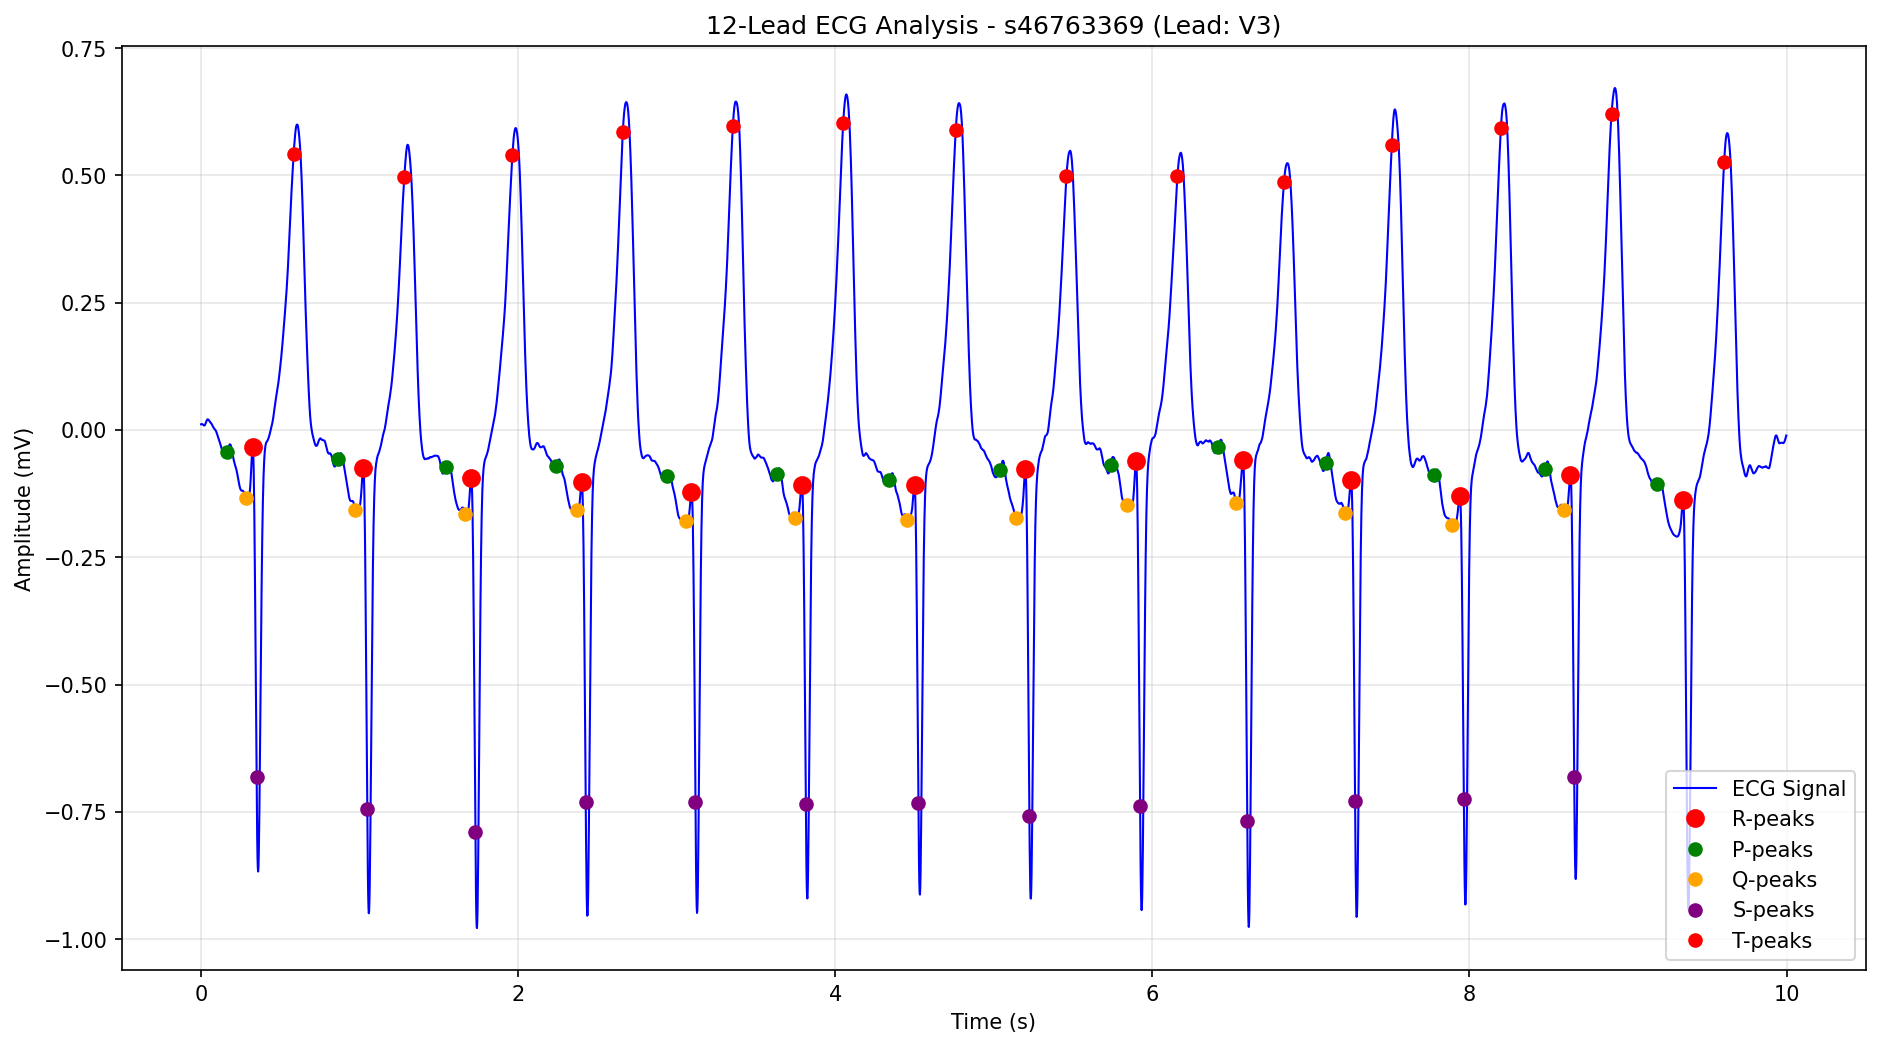 12-Lead ECG Analysis - s46763369 (Lead: V3)
Amplitude (mV)
0.75
0.50
0.25
0.00
−0.25
−0.50
−0.75
−1.00
0
2
4
6
8
10
Time (s)
ECG Signal
R-peaks
P-peaks
Q-peaks
S-peaks
T-peaks